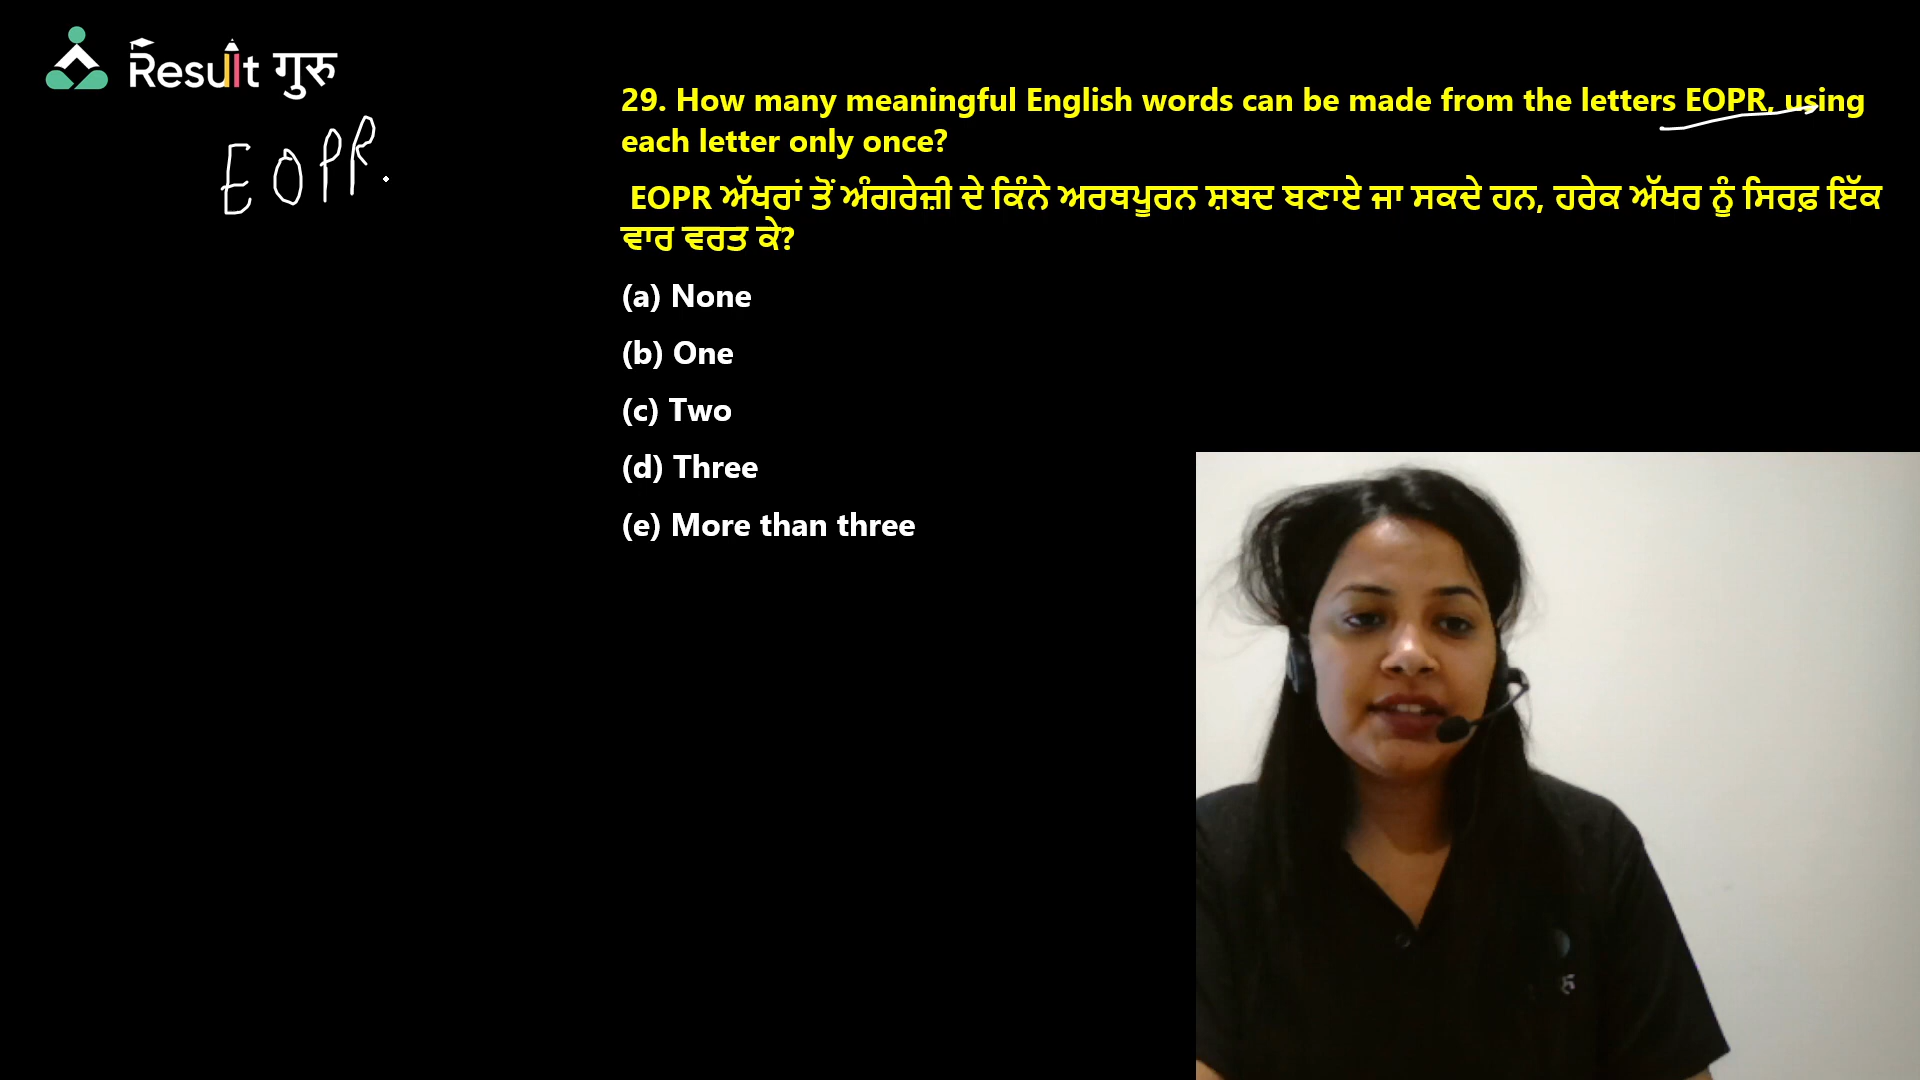 Result गुरु
EOPR.
29. How many meaningful English words can be made from the letters EOPR, using
each letter only once?
EOPR ਅੱਖਰਾਂ ਤੋਂ ਅੰਗਰੇਜ਼ੀ ਦੇ ਕਿੰਨੇ ਅਰਥਪੂਰਨ ਸ਼ਬਦ ਬਣਾਏ ਜਾ ਸਕਦੇ ਹਨ, ਹਰੇਕ ਅੱਖਰ ਨੂੰ ਸਿਰਫ਼ ਇੱਕ
ਵਾਰ ਵਰਤ ਕੇ?
(a) None
(b) One
(c) Two
(d) Three
(e) More than three